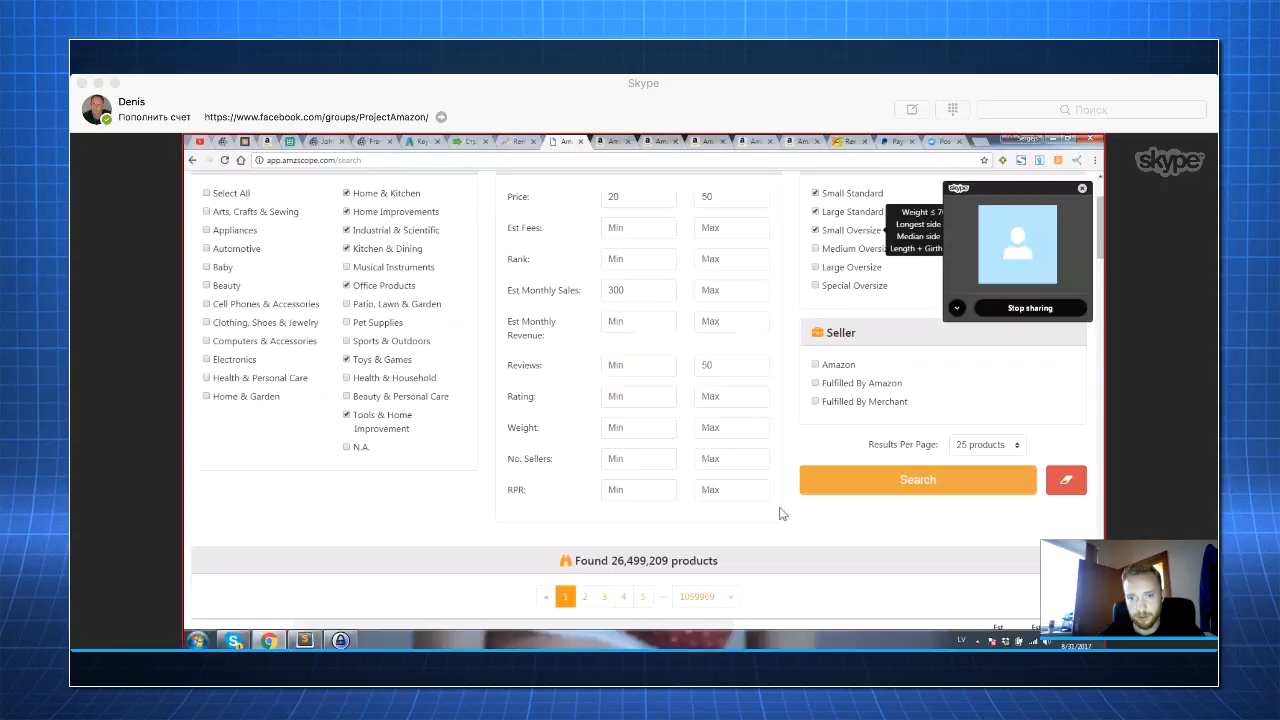 Skype
Denis
Пополнить счет https://www.facebook.com/groups/ProjectAmazon/
Поиск
skype
app.amzscope.com/search
Select All
Arts, Crafts & Sewing
Appliances
Automotive
Baby
Beauty
Cell Phones & Accessories
Clothing, Shoes & Jewelry
Computers & Accessories
Electronics
Health & Personal Care
Home & Garden
Home & Kitchen
Home Improvements
Industrial & Scientific
Kitchen & Dining
Musical Instruments
Office Products
Patio, Lawn & Garden
Pet Supplies
Sports & Outdoors
Toys & Games
Health & Household
Beauty & Personal Care
Tools & Home
Improvement
N.A.
Price: 20 50
Est Fees: Min Max
Rank: Min Max
Est Monthly Sales: 300 Max
Est Monthly
Revenue: Min Max
Reviews: Min 50
Rating: Min Max
Weight: Min Max
No. Sellers: Min Max
RPR: Min Max
Small Standard
Large Standard
Small Oversize
Medium Oversi
Large Oversize
Special Oversize
Weight ≤
Longest side
Median side
Length + Girth
skype
Stop sharing
Seller
Amazon
Fulfilled By Amazon
Fulfilled By Merchant
Results Per Page: 25 products
Search
Found 26,499,209 products
« 1 2 3 4 5 ... 1059969 »
Est
LV
8/31/2017